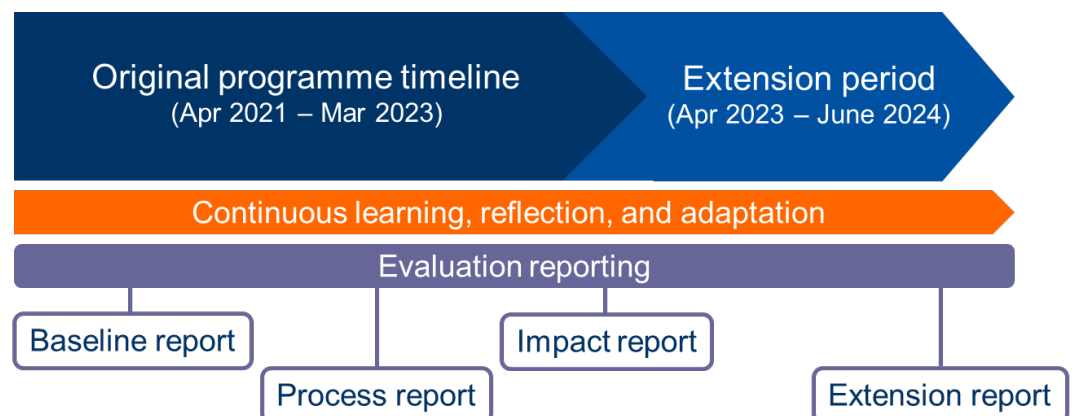 Original programme timeline
(Apr 2021 – Mar 2023)
Extension period
(Apr 2023 – June 2024)
Continuous learning, reflection, and adaptation
Evaluation reporting
Baseline report
Process report
Impact report
Extension report